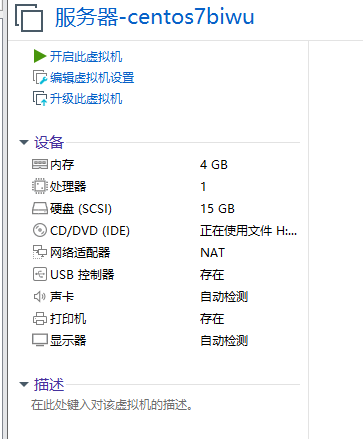 服务器-centos7biwu
开启此虚拟机
编辑虚拟机设置
升级此虚拟机
设备
内存 4 GB
处理器 1
硬盘 (SCSI) 15 GB
CD/DVD (IDE) 正在使用文件 H:...
网络适配器 NAT
USB 控制器 存在
声卡 自动检测
打印机 存在
显示器 自动检测
描述
在此处键入对该虚拟机的描述。